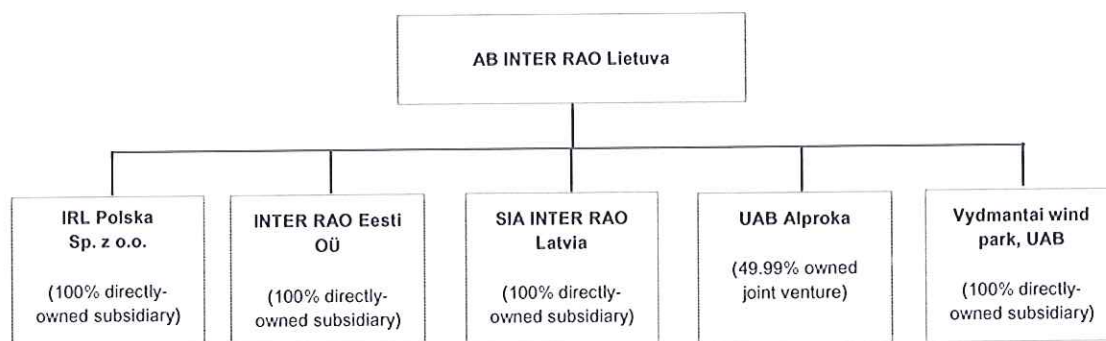 AB INTER RAO Lietuva
IRL Polska
Sp. z o.o.
(100% directly-
owned subsidiary)
INTER RAO Eesti
OÜ
(100% directly-
owned subsidiary)
SIA INTER RAO
Latvia
(100% directly-
owned subsidiary)
UAB Alproka
(49.99% owned
joint venture)
Vydmantai wind
park, UAB
(100% directly-
owned subsidiary)